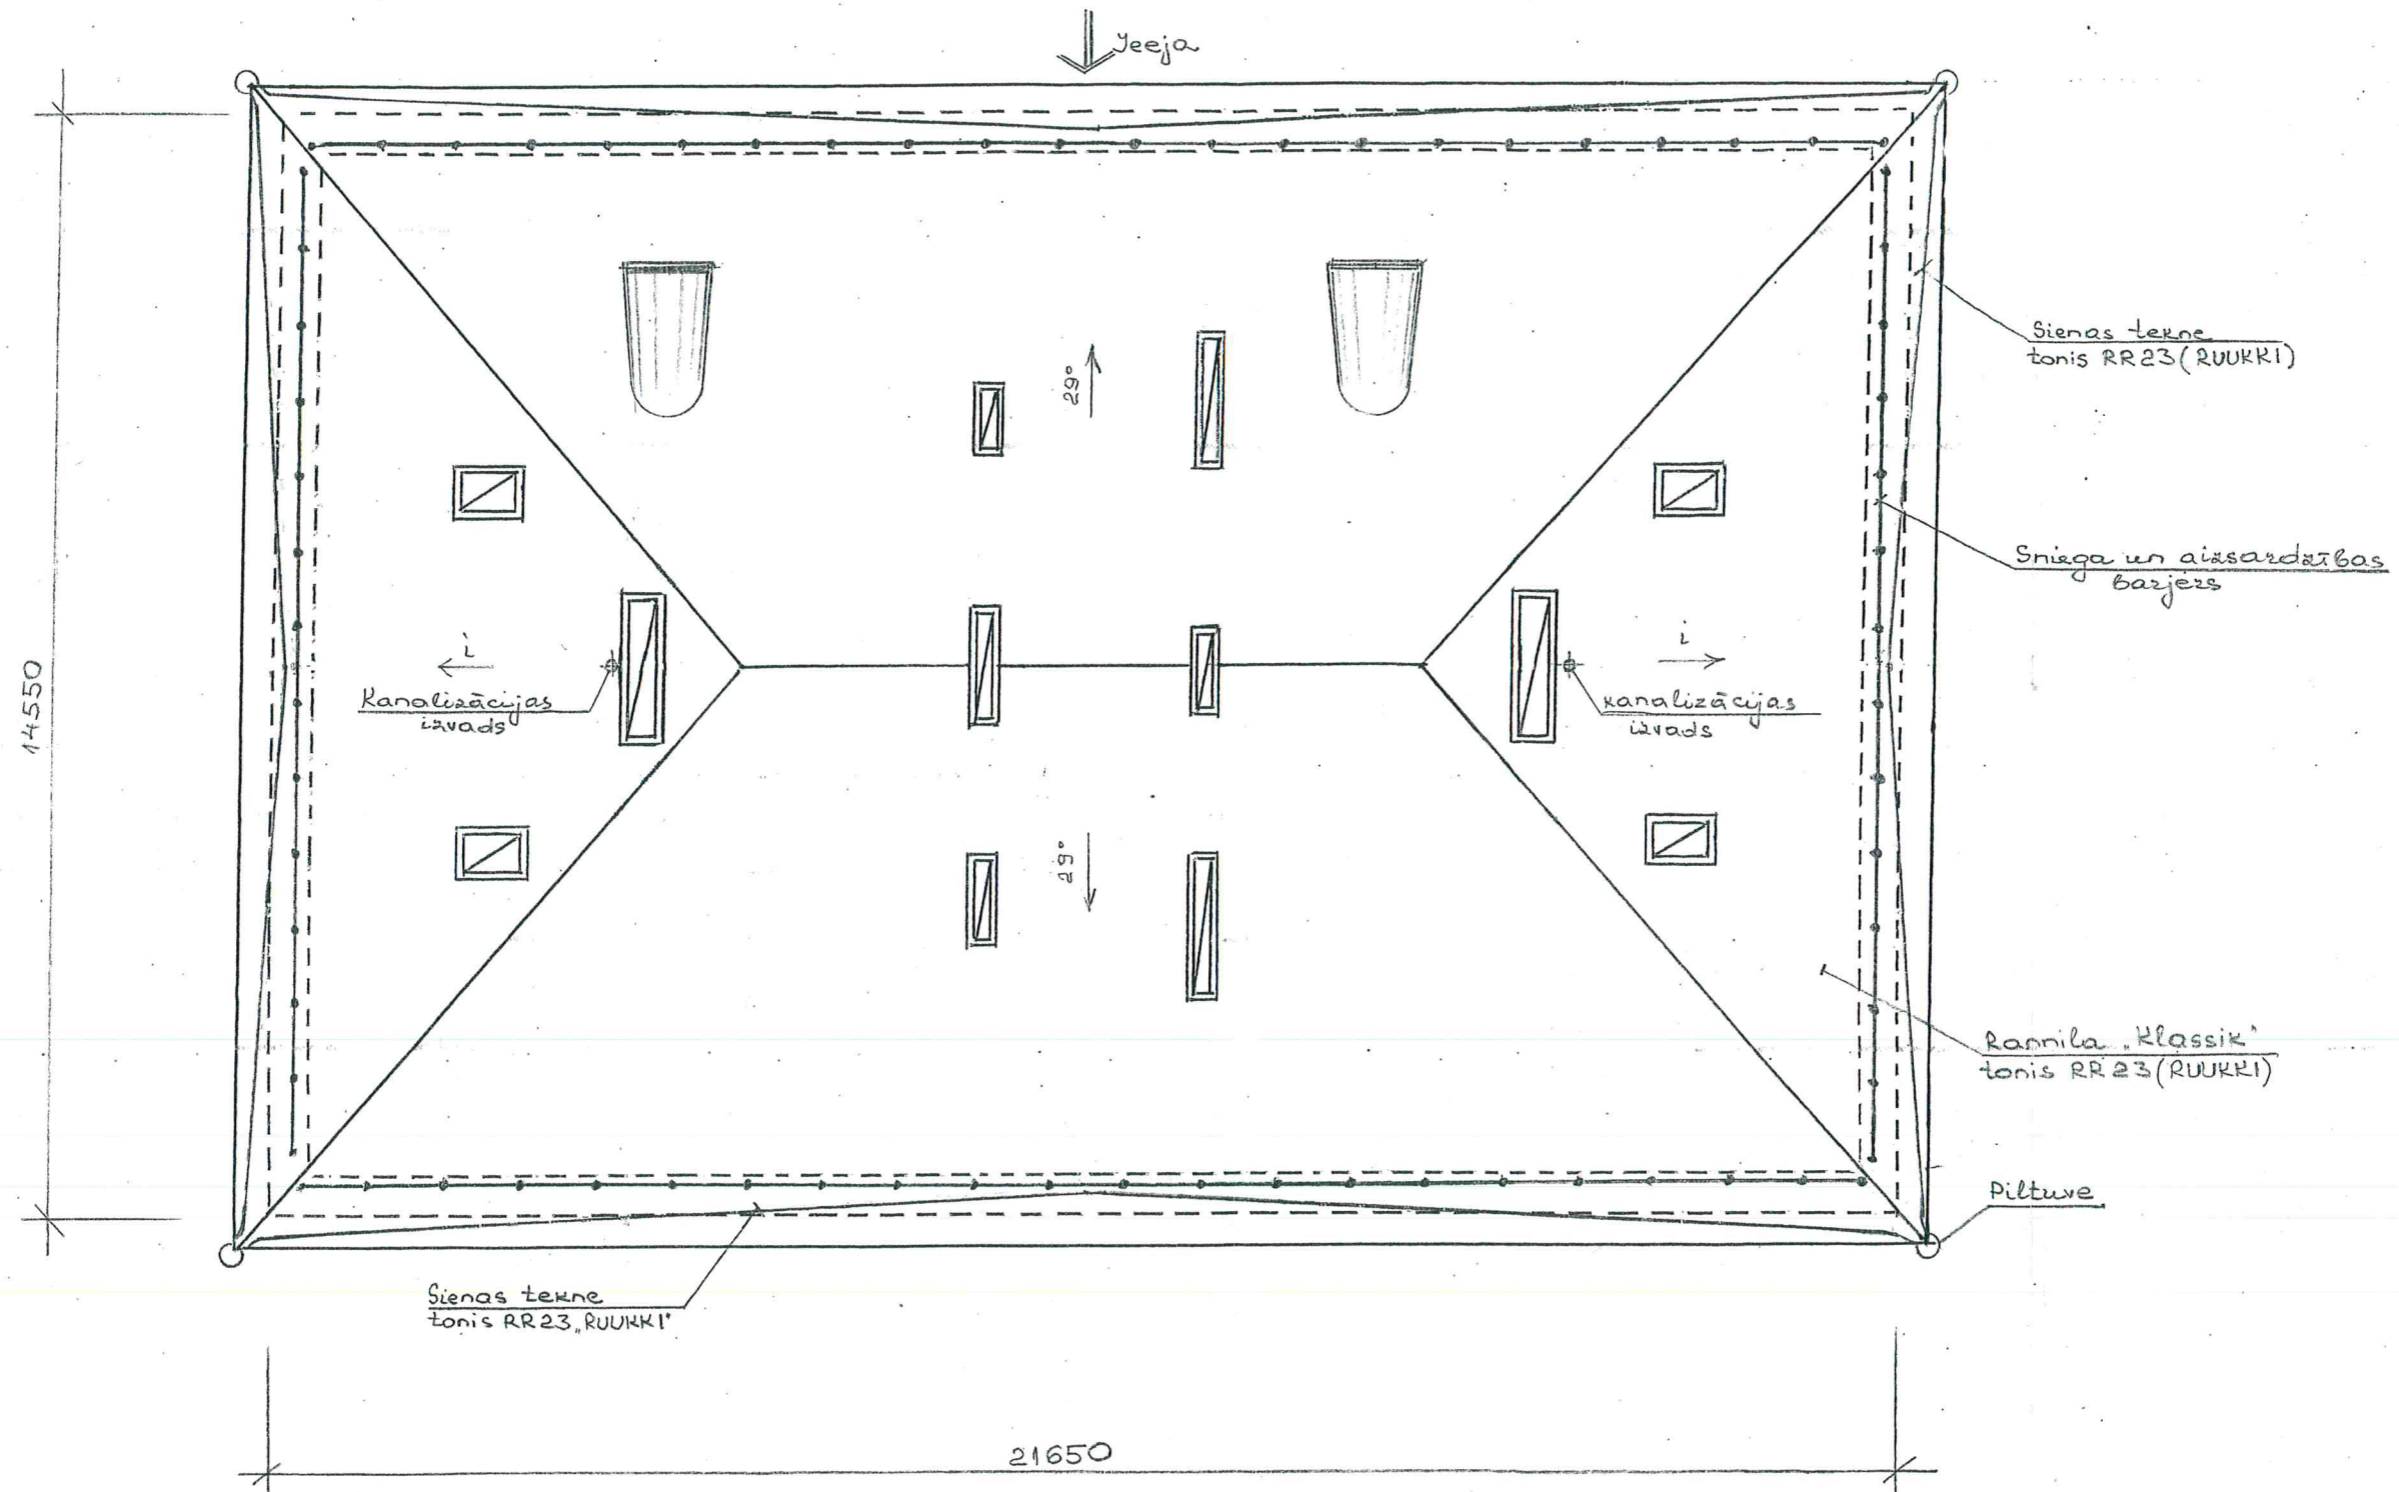 Ieeja
Sienas tekne
tonis RR23 (RUUKKI)
29°
Sniega un aizsardzības
barjers
i
i
Kanalizācijas
izvads
kanalizācijas
izvads
14550
29°
Rannila „Klassik"
tonis RR23 (RUUKKI)
Piltuve
Sienas tekne
tonis RR23 „RUUKKI"
21650